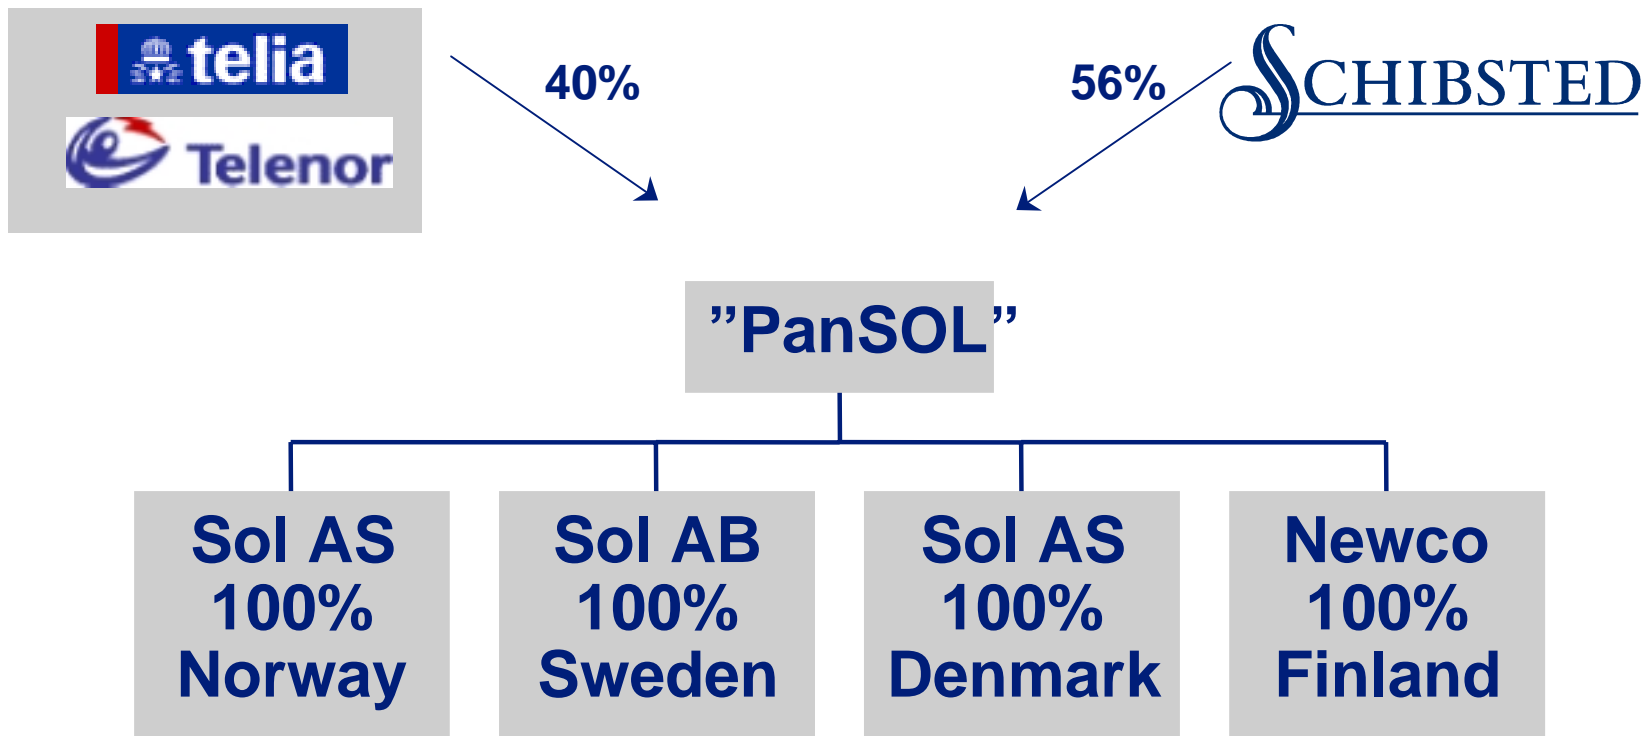 telia
Telenor
40%
56%
SCHIBSTED
”PanSOL”
Sol AS
100%
Norway
Sol AB
100%
Sweden
Sol AS
100%
Denmark
Newco
100%
Finland